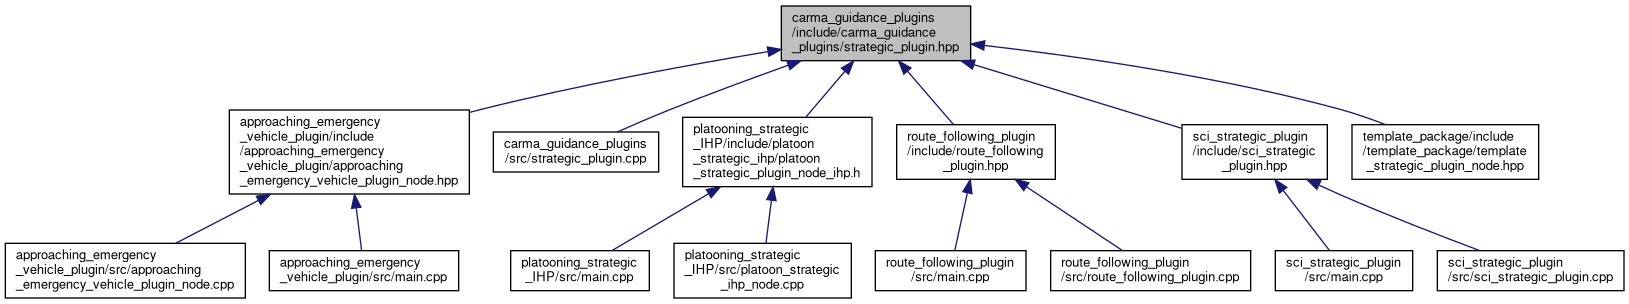 carma_guidance_plugins
/include/carma_guidance
_plugins/strategic_plugin.hpp
approaching_emergency
_vehicle_plugin/include
/approaching_emergency
_vehicle_plugin/approaching
_emergency_vehicle_plugin_node.hpp
carma_guidance_plugins
/src/strategic_plugin.cpp
platooning_strategic
_IHP/include/platoon
_strategic_ihp/platoon
_strategic_plugin_node_ihp.h
route_following_plugin
/include/route_following
_plugin.hpp
sci_strategic_plugin
/include/sci_strategic
_plugin.hpp
template_package/include
/template_package/template
_strategic_plugin_node.hpp
approaching_emergency
_vehicle_plugin/src/approaching
_emergency_vehicle_plugin_node.cpp
approaching_emergency
_vehicle_plugin/src/main.cpp
platooning_strategic
_IHP/src/main.cpp
platooning_strategic
_IHP/src/platoon_strategic
_ihp_node.cpp
route_following_plugin
/src/main.cpp
route_following_plugin
/src/route_following_plugin.cpp
sci_strategic_plugin
/src/main.cpp
sci_strategic_plugin
/src/sci_strategic_plugin.cpp